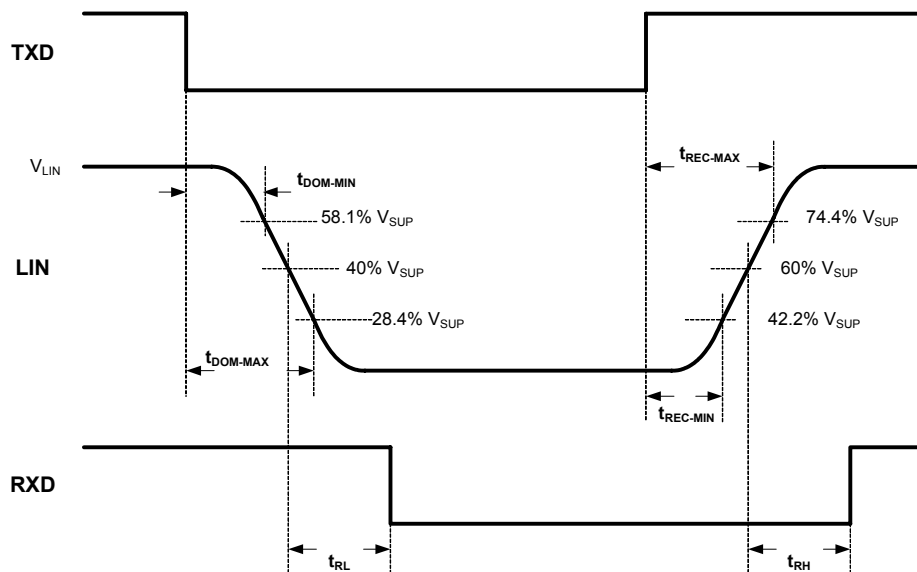 TXD
V_LIN
t_DOM-MIN
t_REC-MAX
58.1% V_SUP
74.4% V_SUP
LIN
40% V_SUP
60% V_SUP
28.4% V_SUP
42.2% V_SUP
t_DOM-MAX
t_REC-MIN
RXD
t_RL
t_RH